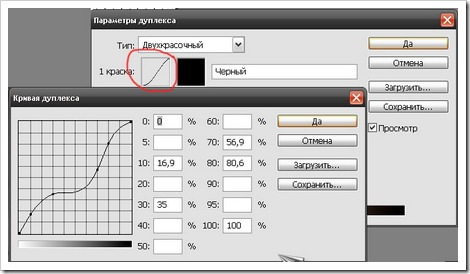 Параметры дуплекса
Тип: Двухкрасочный
Да
Отмена
1 краска: Черный
Загрузить...
Сохранить...
Просмотр
Кривая дуплекса
0: 0 % 60: % Да
5: % 70: 56,9 % Отмена
10: 16,9 % 80: 80,6 % Загрузить...
20: % 90: % Сохранить...
30: 35 % 95: %
40: % 100: 100 %
50: %